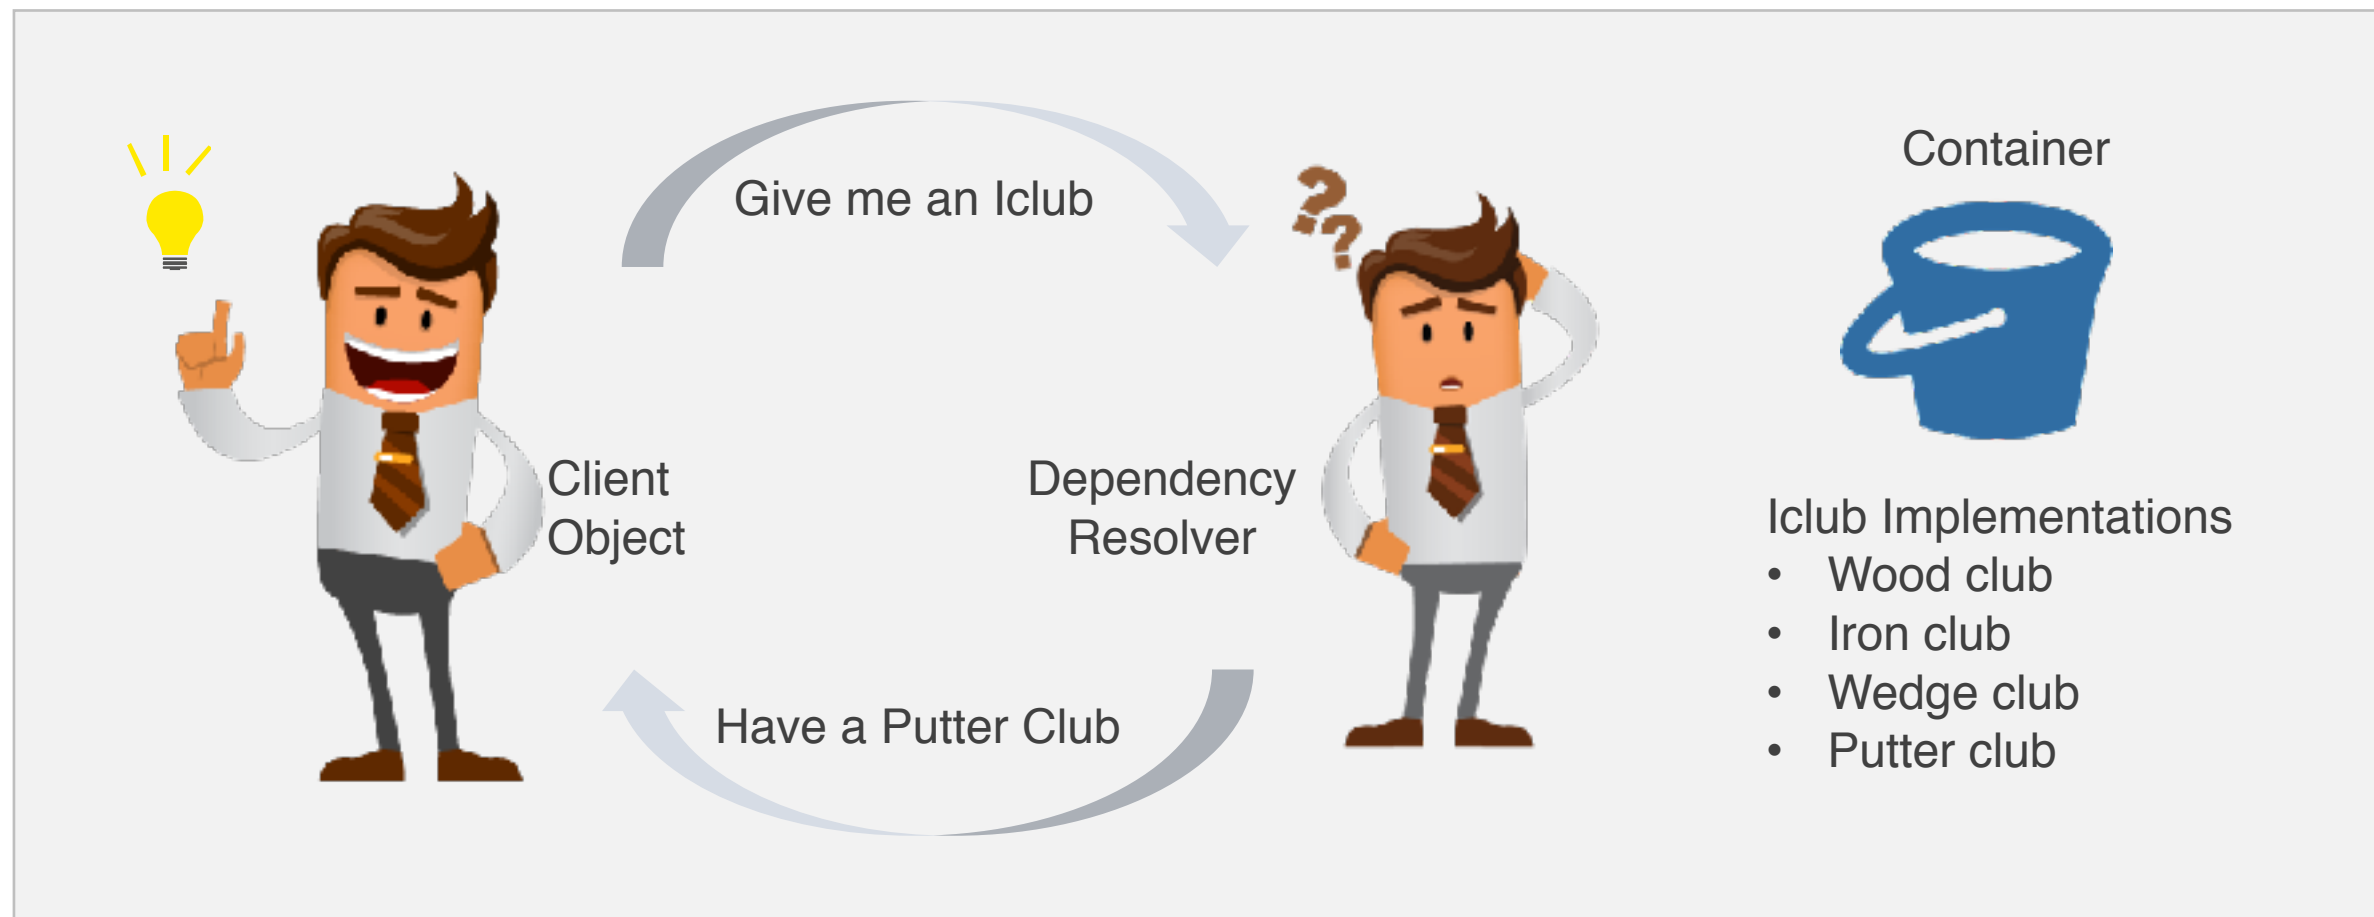 Give me an Iclub
Client
Object
Dependency
Resolver
Have a Putter Club
Container
Iclub Implementations
• Wood club
• Iron club
• Wedge club
• Putter club
??